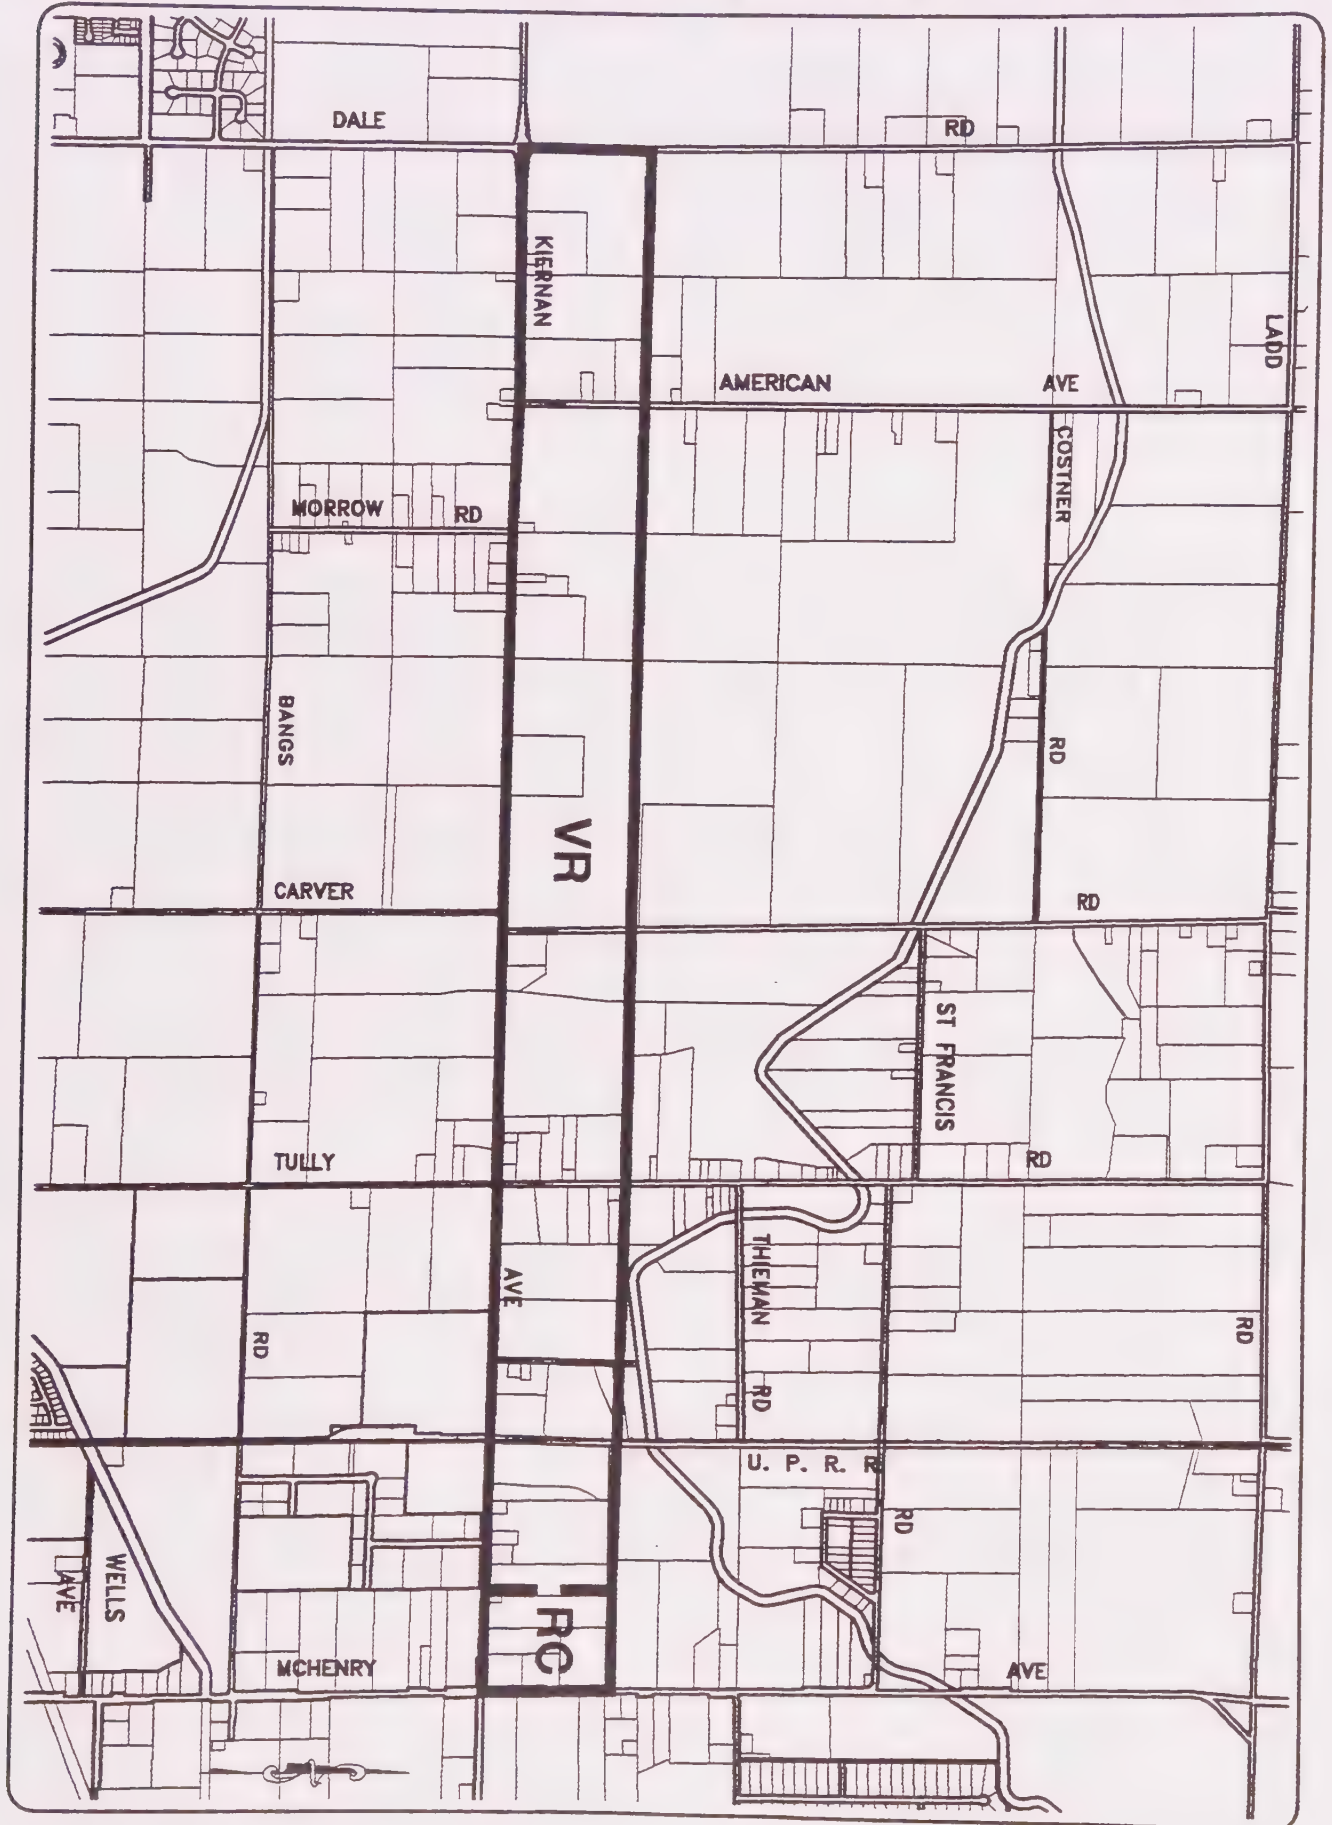 DALE RD
KIERNAN
LADD
AMERICAN AVE
COSTNER
MORROW RD
BANGS
RD
VR
CARVER RD
ST FRANCIS
TULLY RD
THIEMAN
AVE
RD
RD
RD
U. P. R. R
RD
WELLS
AVE
RC
MCHENRY AVE